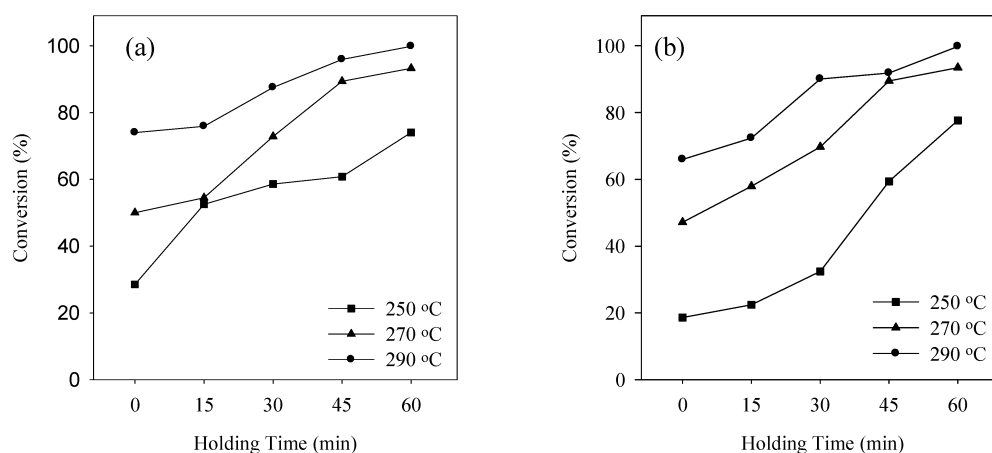 (a)
Conversion (%)
100
80
60
40
20
0
250 ºC
270 ºC
290 ºC
0 15 30 45 60
Holding Time (min)
(b)
Conversion (%)
100
80
60
40
20
0
250 ºC
270 ºC
290 ºC
0 15 30 45 60
Holding Time (min)